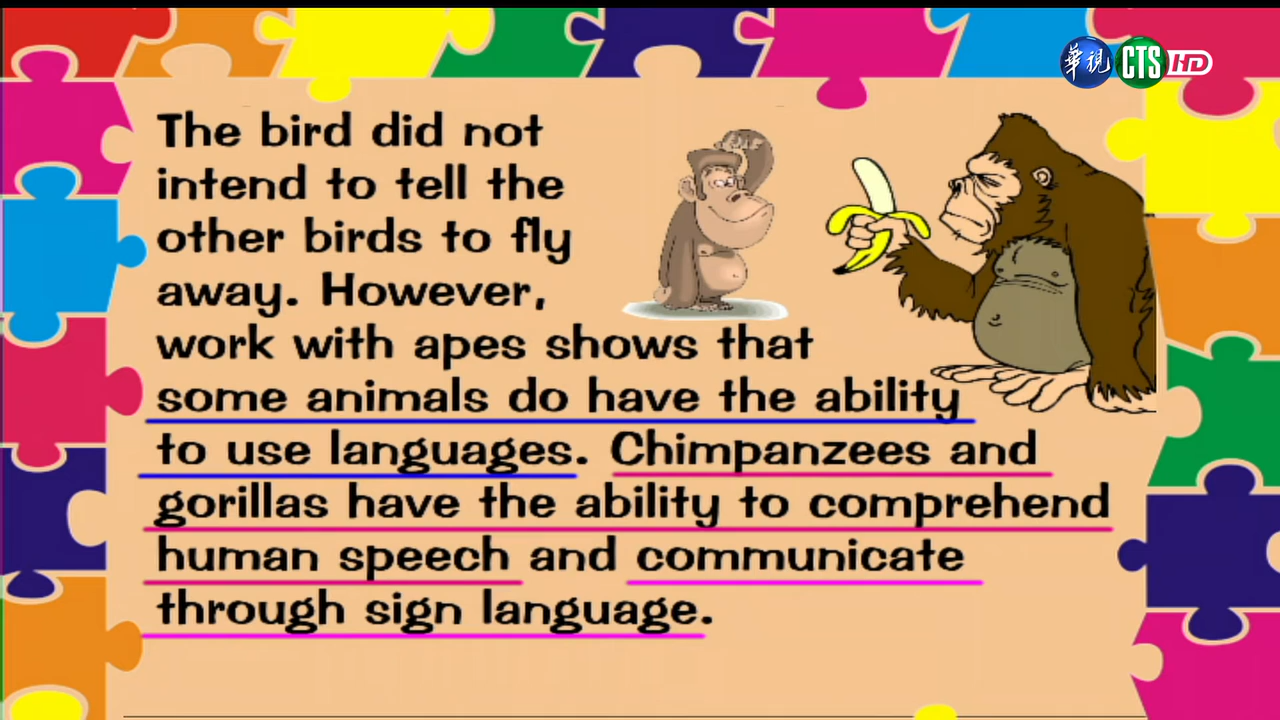 華視 CTS HD
The bird did not
intend to tell the
other birds to fly
away. However,
work with apes shows that
some animals do have the ability
to use languages. Chimpanzees and
gorillas have the ability to comprehend
human speech and communicate
through sign language.